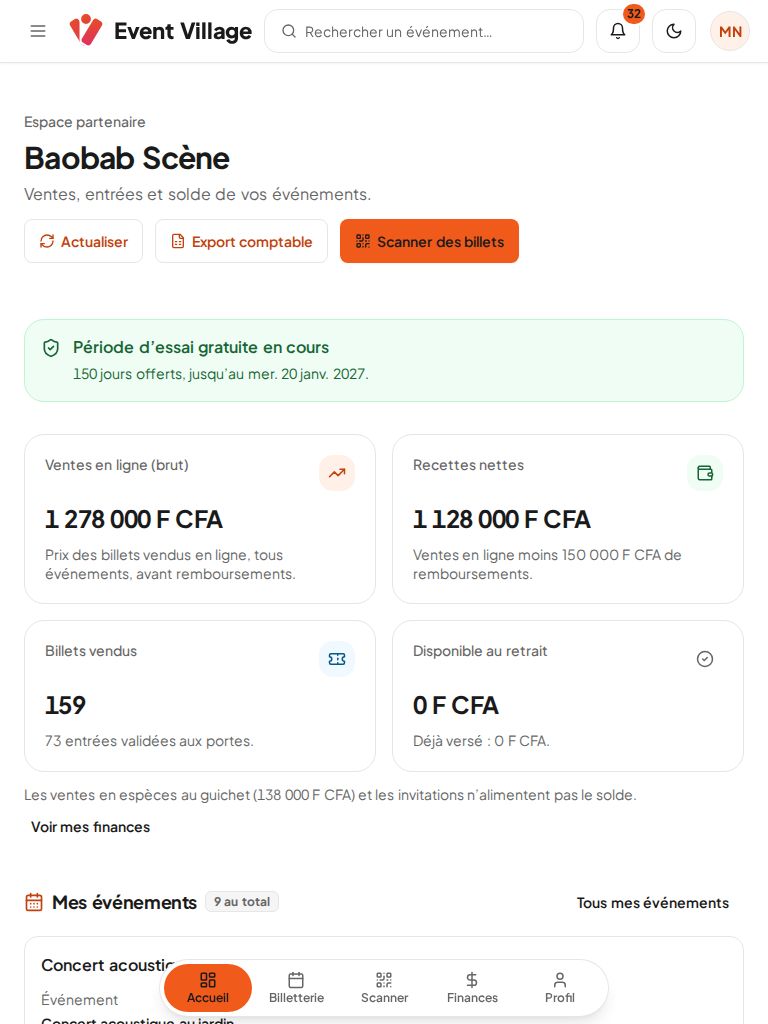 Event Village
Rechercher un événement...
32
MN
Espace partenaire
Baobab Scène
Ventes, entrées et solde de vos événements.
Actualiser
Export comptable
Scanner des billets
Période d’essai gratuite en cours
150 jours offerts, jusqu’au mer. 20 janv. 2027.
Ventes en ligne (brut)
1 278 000 F CFA
Prix des billets vendus en ligne, tous
événements, avant remboursements.
Recettes nettes
1 128 000 F CFA
Ventes en ligne moins 150 000 F CFA de
remboursements.
Billets vendus
159
73 entrées validées aux portes.
Disponible au retrait
0 F CFA
Déjà versé : 0 F CFA.
Les ventes en espèces au guichet (138 000 F CFA) et les invitations n’alimentent pas le solde.
Voir mes finances
Mes événements
9 au total
Tous mes événements
Concert acoustiq
Événement
Concert acoustique au jardin
Accueil
Billetterie
Scanner
Finances
Profil